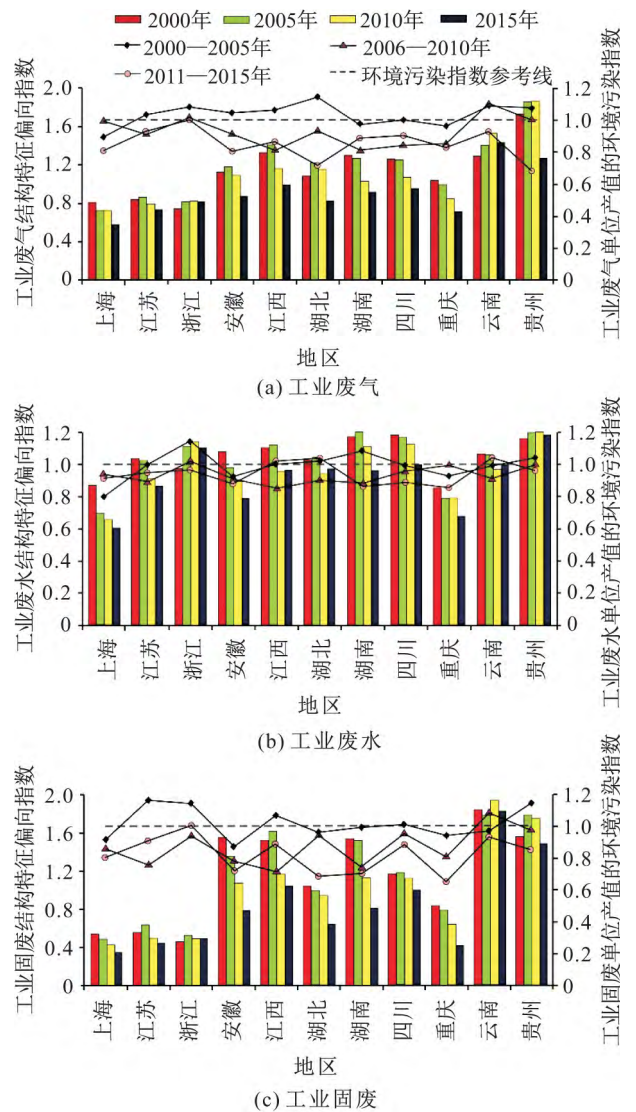 2000年 2005年 2010年 2015年
2000—2005年 2006—2010年
2011—2015年 环境污染指数参考线
工业废气结构特征偏向指数
2.0
1.6
1.2
0.8
0.4
0
1.2
1.0
0.8
0.6
0.4
0.2
0
工业废气单位产值的环境污染指数
上海 江苏 浙江 安徽 江西 湖北 湖南 四川 重庆 云南 贵州
地区
(a) 工业废气
工业废水结构特征偏向指数
1.2
1.0
0.8
0.6
0.4
0.2
0
1.2
1.0
0.8
0.6
0.4
0.2
0
工业废水单位产值的环境污染指数
上海 江苏 浙江 安徽 江西 湖北 湖南 四川 重庆 云南 贵州
地区
(b) 工业废水
工业固废结构特征偏向指数
2.0
1.6
1.2
0.8
0.4
0
1.2
1.0
0.8
0.6
0.4
0.2
0
工业固废单位产值的环境污染指数
上海 江苏 浙江 安徽 江西 湖北 湖南 四川 重庆 云南 贵州
地区
(c) 工业固废